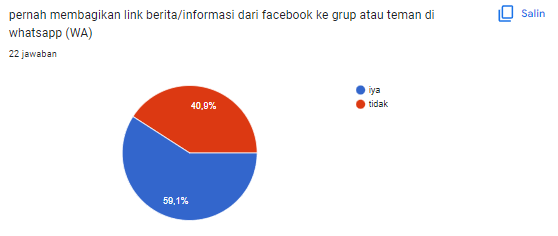 pernah membagikan link berita/informasi dari facebook ke grup atau teman di
whatsapp (WA)
Salin
22 jawaban
iya
tidak
40,9%
59,1%